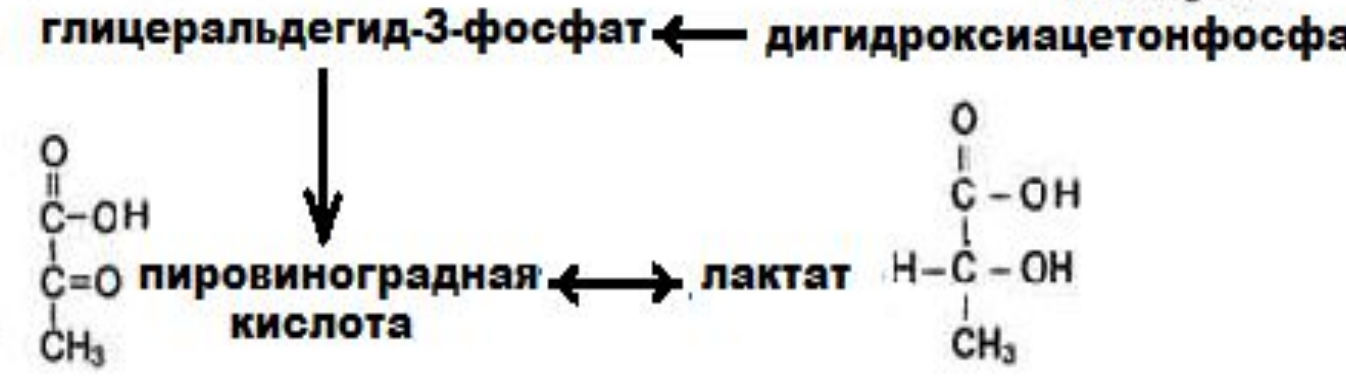 глицеральдегид-3-фосфат
дигидроксиацетонфосфа
O
C-OH
C=O
CH₃
пировиноградная
кислота
лактат
O
C-OH
H-C-OH
CH₃